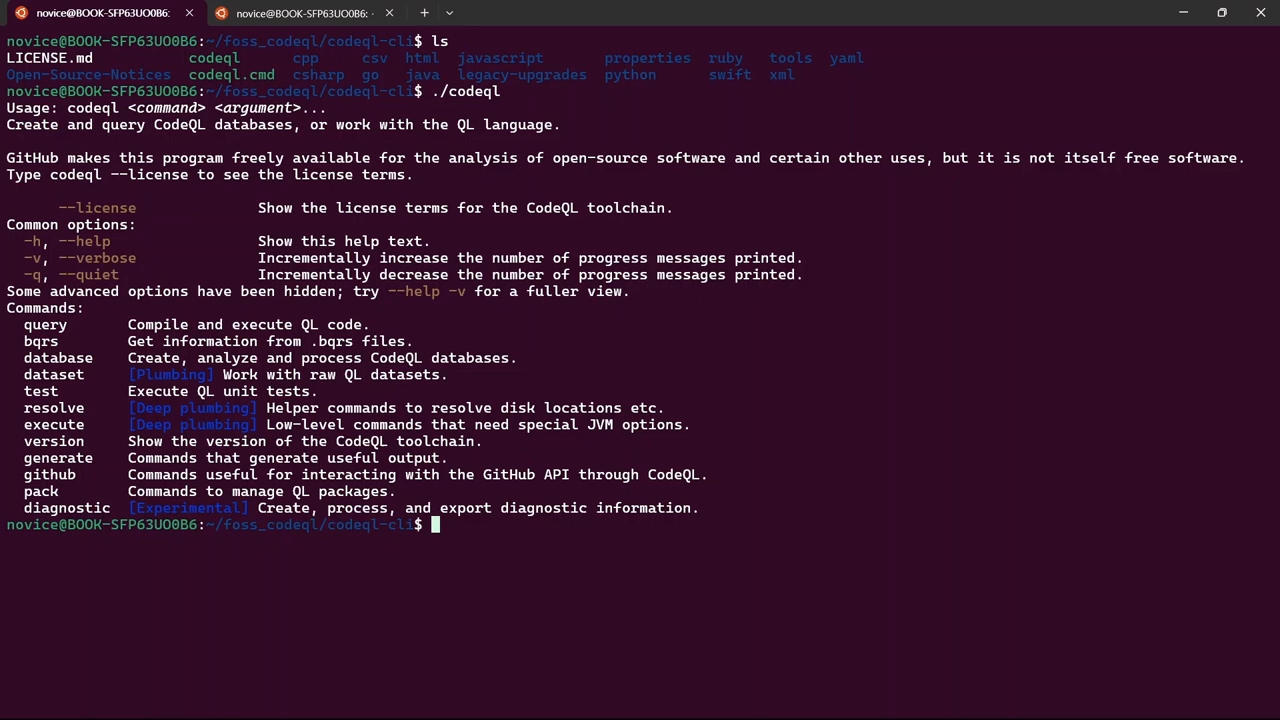 novice@BOOK-SFP63UO0B6: novice@BOOK-SFP63UO0B6:
novice@BOOK-SFP63UO0B6:~/foss_codeql/codeql-cli$ ls
LICENSE.md codeql cpp csv html javascript properties ruby tools yaml
Open-Source-Notices codeql.cmd csharp go java legacy-upgrades python swift xml
novice@BOOK-SFP63UO0B6:~/foss_codeql/codeql-cli$ ./codeql
Usage: codeql <command> <argument>...
Create and query CodeQL databases, or work with the QL language.
GitHub makes this program freely available for the analysis of open-source software and certain other uses, but it is not itself free software.
Type codeql --license to see the license terms.
--license Show the license terms for the CodeQL toolchain.
Common options:
-h, --help Show this help text.
-v, --verbose Incrementally increase the number of progress messages printed.
-q, --quiet Incrementally decrease the number of progress messages printed.
Some advanced options have been hidden; try --help -v for a fuller view.
Commands:
query Compile and execute QL code.
bqrs Get information from .bqrs files.
database Create, analyze and process CodeQL databases.
dataset [Plumbing] Work with raw QL datasets.
test Execute QL unit tests.
resolve [Deep plumbing] Helper commands to resolve disk locations etc.
execute [Deep plumbing] Low-level commands that need special JVM options.
version Show the version of the CodeQL toolchain.
generate Commands that generate useful output.
github Commands useful for interacting with the GitHub API through CodeQL.
pack Commands to manage QL packages.
diagnostic [Experimental] Create, process, and export diagnostic information.
novice@BOOK-SFP63UO0B6:~/foss_codeql/codeql-cli$